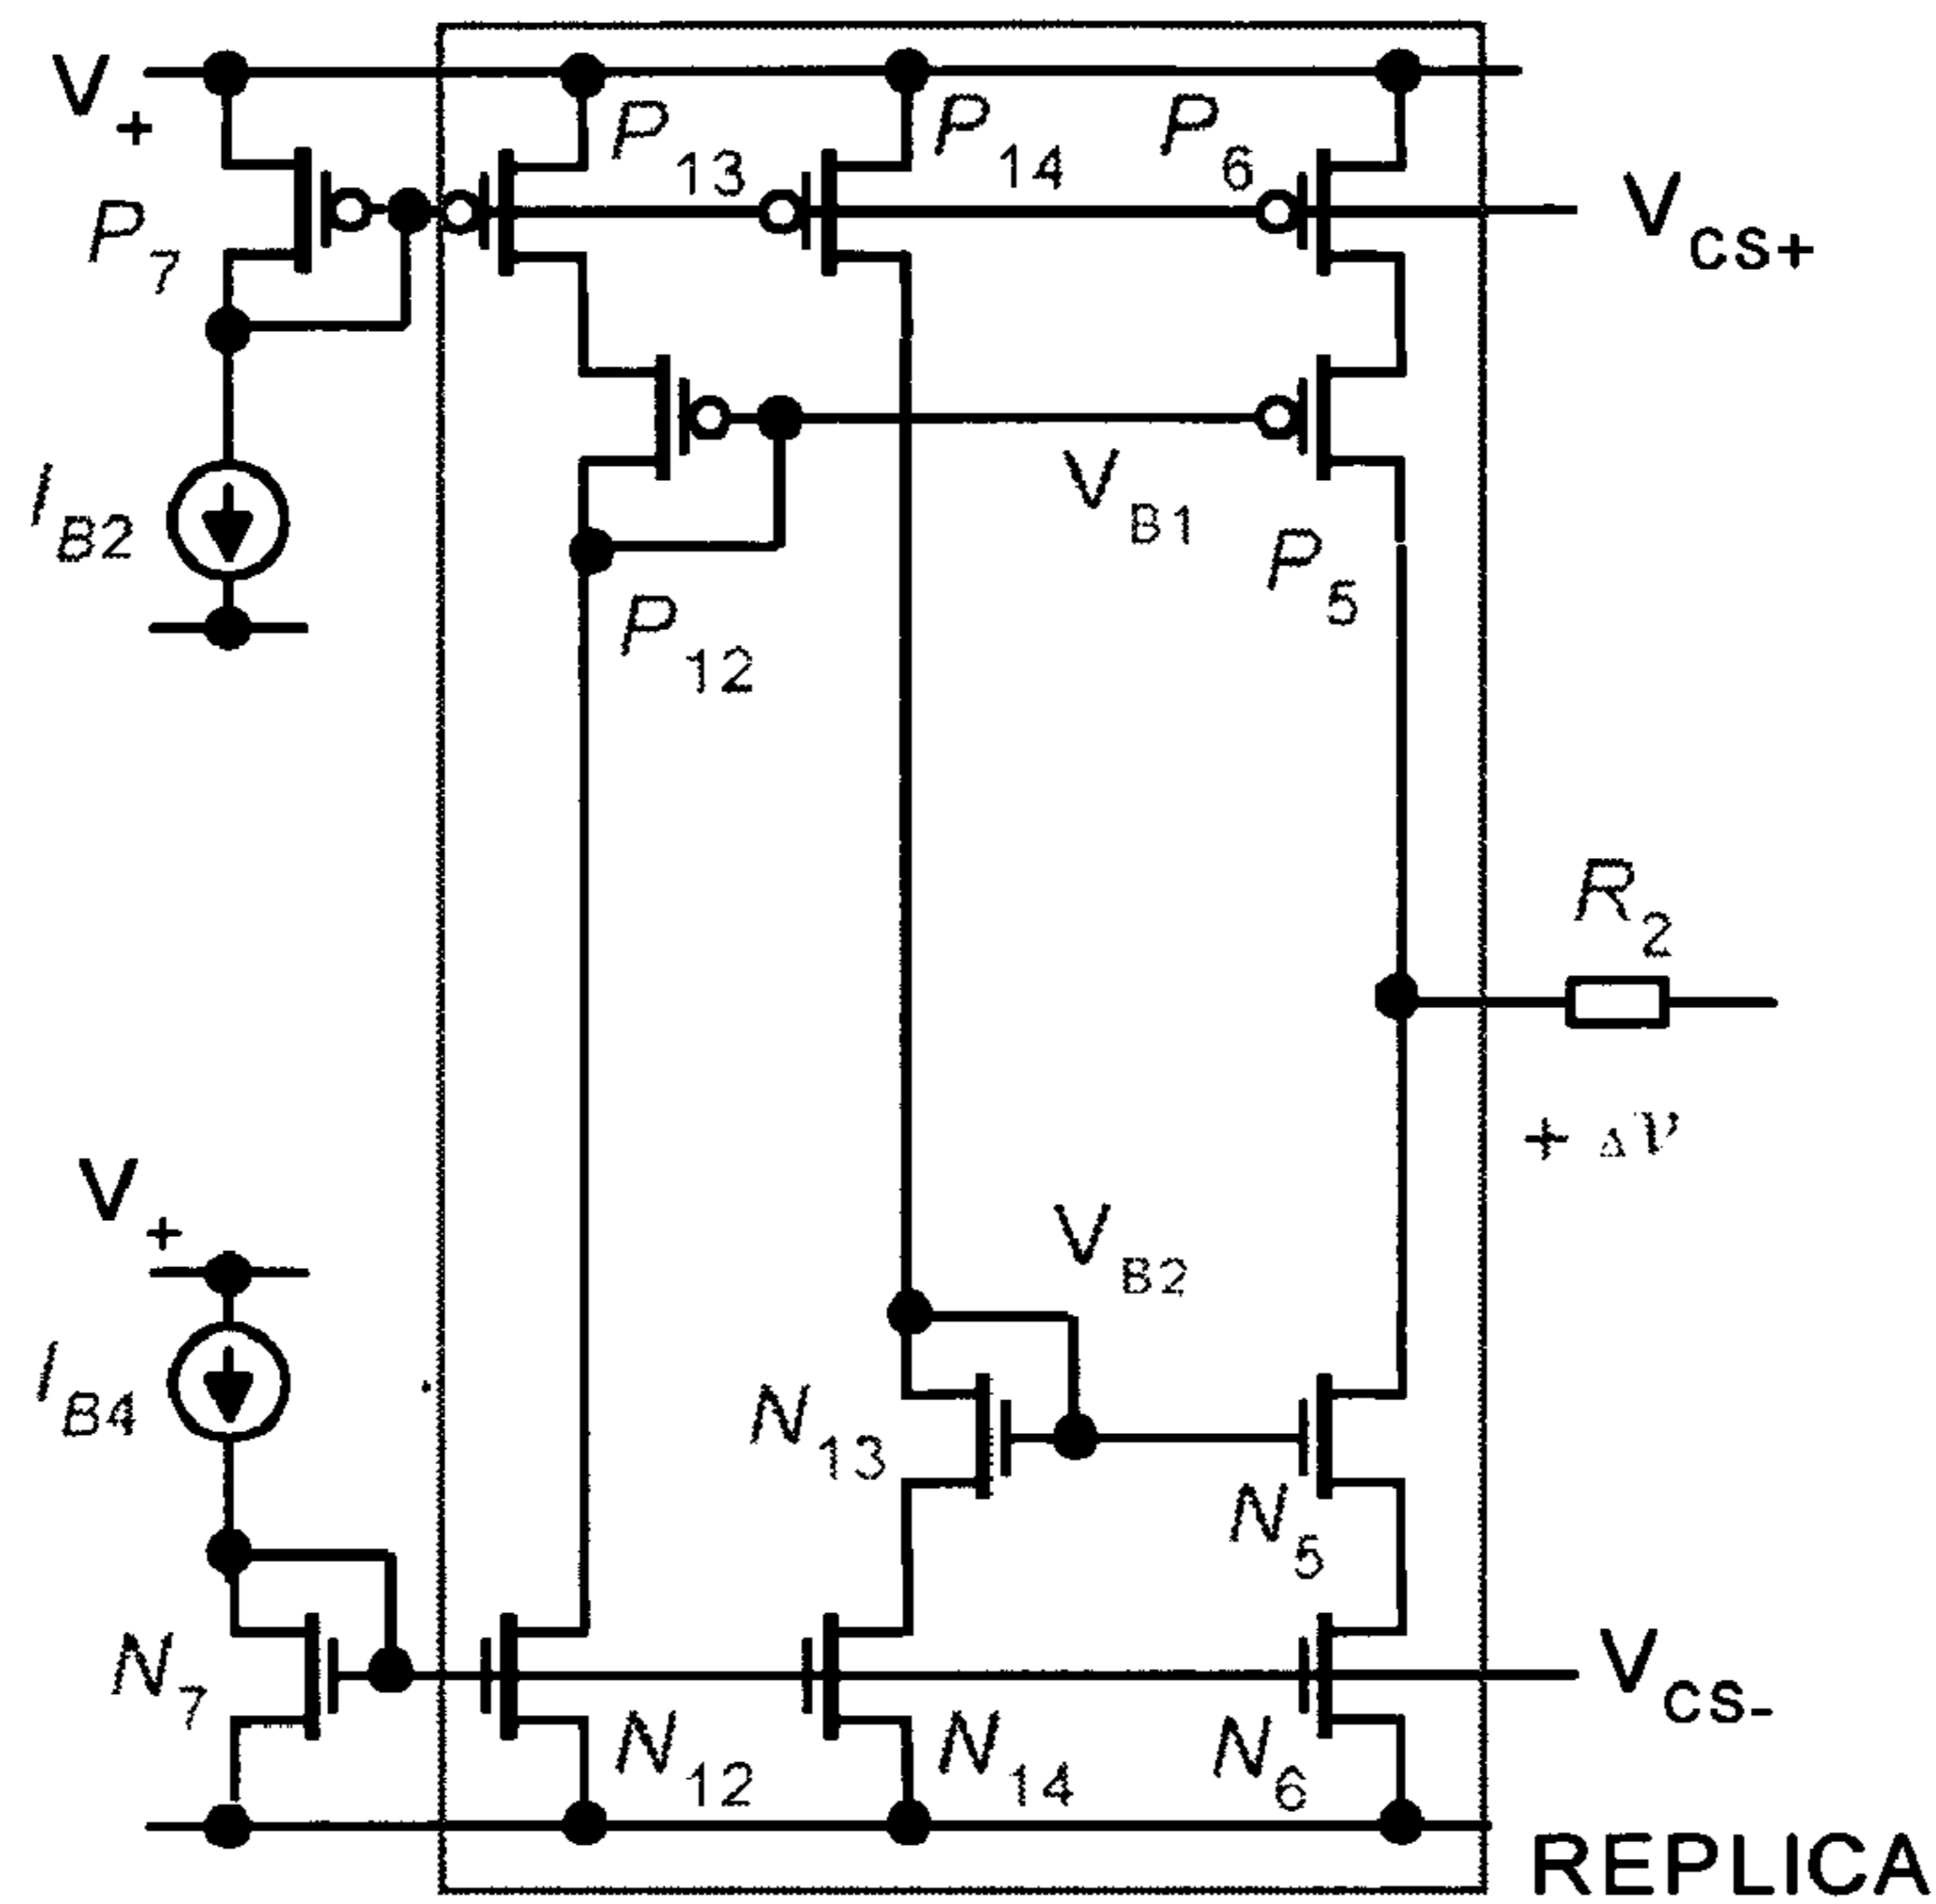 V+
P13
P14
P6
VCS+
P7
IB2
VB1
P5
P12
R2
+ ΔV
V+
VB2
IB4
N13
N5
N7
VCS-
N12
N14
N6
REPLICA